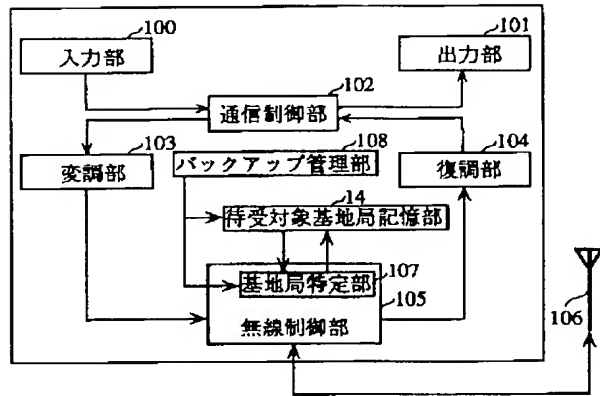 100
101
入力部
出力部
102
通信制御部
103
108
104
変調部
バックアップ管理部
復調部
14
待受対象基地局記憶部
基地局特定部
107
105
無線制御部
106